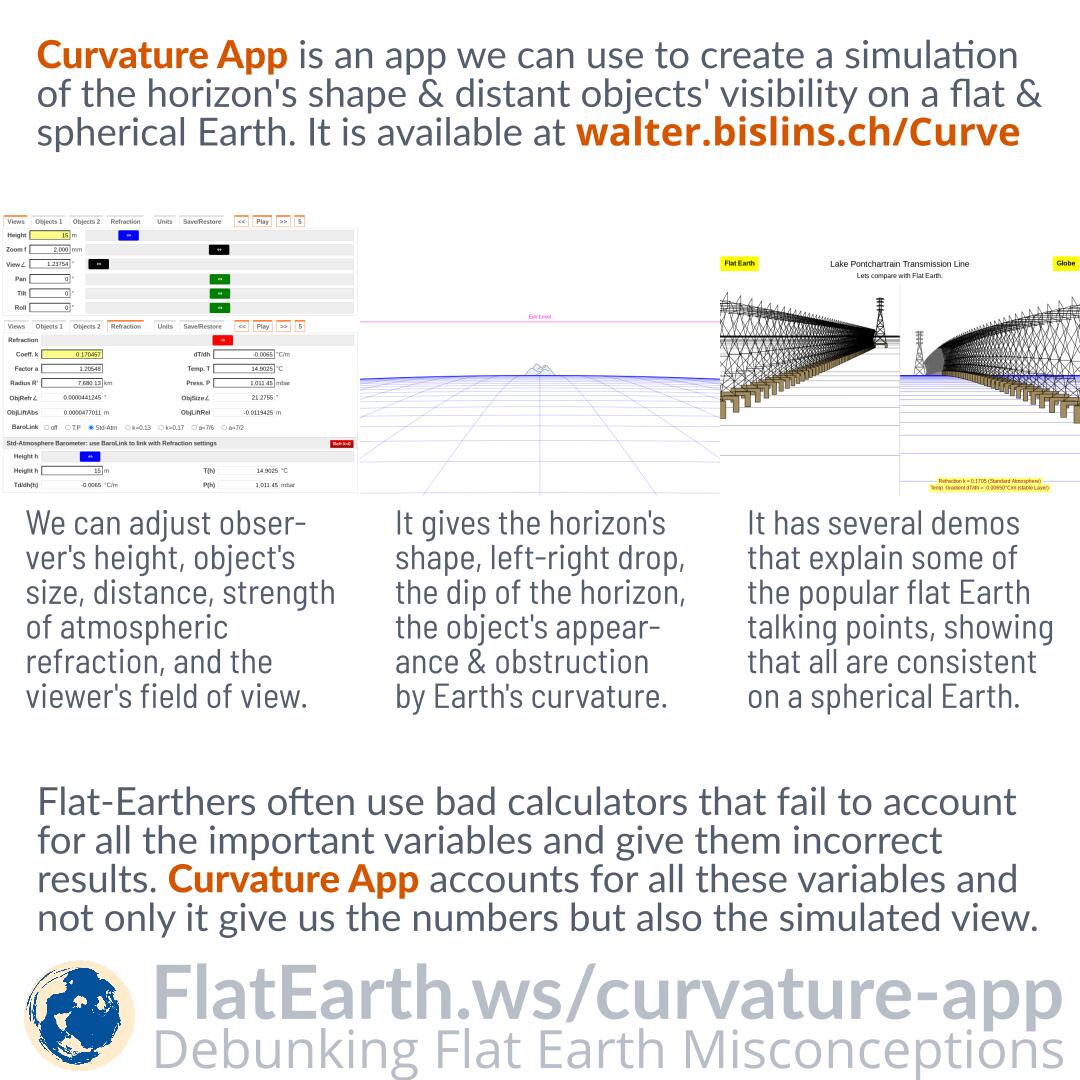 Curvature App is an app we can use to create a simulation
of the horizon's shape & distant objects' visibility on a flat &
spherical Earth. It is available at walter.bislins.ch/Curve
Views Objects 1 Objects 2 Refraction Units Save/Restore << Play >> 5
Height 15 m
Zoom f 2.000 mm
View∠ 1.23754 °
Pan 0 °
Tilt 0 °
Roll 0 °
Views Objects 1 Objects 2 Refraction Units Save/Restore << Play >> 5
Refraction
Coeff. k 0.170457 dT/dh -0.0065 °C/m
Factor a 1.20548 Temp. T 14.9025 °C
Radius R' 7,680.13 km Press. P 1,011.45 mbar
ObjRefr∠ 0.0000441245 ° ObjSize∠ 21.2755 °
ObjLiftAbs 0.0000477011 m ObjLiftRel -0.0119425 m
BaroLink off T,P Std-Atm k=0.13 k=0.17 a=7/6 a=7/2
Std-Atmosphere Barometer: use BaroLink to link with Refraction settings Refr k=0
Height h
Height h 15 m T(h) 14.9025 °C
Td/dh(h) -0.0065 °C/m P(h) 1,011.45 mbar
Eye-Level
Flat Earth Lake Pontchartrain Transmission Line Globe
Lets compare with Flat Earth.
Refraction k = 0.1705 (Standard Atmosphere)
Temp. Gradient dT/dh = -0.00650°C/m (stable Layer)
We can adjust obser-
ver's height, object's
size, distance, strength
of atmospheric
refraction, and the
viewer's field of view.
It gives the horizon's
shape, left-right drop,
the dip of the horizon,
the object's appear-
ance & obstruction
by Earth's curvature.
It has several demos
that explain some of
the popular flat Earth
talking points, showing
that all are consistent
on a spherical Earth.
Flat-Earthers often use bad calculators that fail to account
for all the important variables and give them incorrect
results. Curvature App accounts for all these variables and
not only it give us the numbers but also the simulated view.
FlatEarth.ws/curvature-app
Debunking Flat Earth Misconceptions